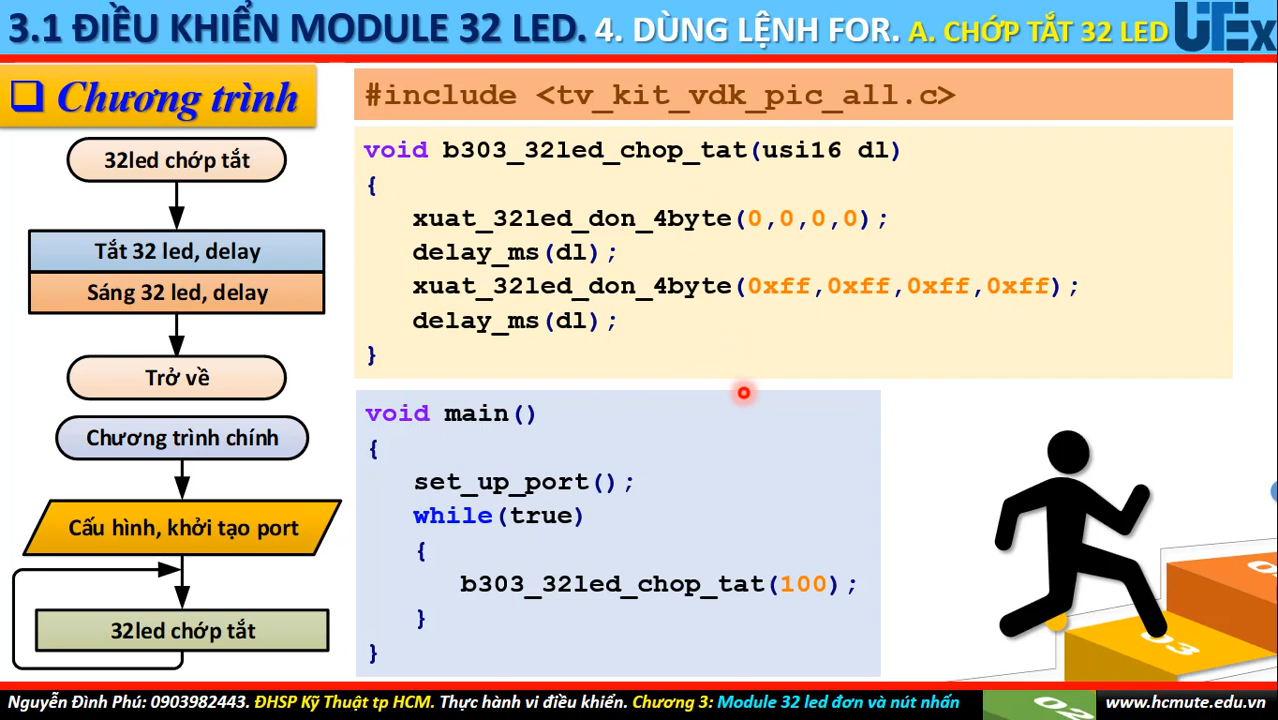 3.1 ĐIỀU KHIỂN MODULE 32 LED. 4. DÙNG LỆNH FOR. A. CHỚP TẮT 32 LED
UTEx
Chương trình
32led chớp tắt
Tắt 32 led, delay
Sáng 32 led, delay
Trở về
Chương trình chính
Cấu hình, khởi tạo port
32led chớp tắt
#include <tv_kit_vdk_pic_all.c>
void b303_32led_chop_tat(usi16 dl)
{
xuat_32led_don_4byte(0,0,0,0);
delay_ms(dl);
xuat_32led_don_4byte(0xff,0xff,0xff,0xff);
delay_ms(dl);
}
void main()
{
set_up_port();
while(true)
{
b303_32led_chop_tat(100);
}
}
03
02
Nguyễn Đình Phú: 0903982443. ĐHSP Kỹ Thuật tp HCM. Thực hành vi điều khiển. Chương 3: Module 32 led đơn và nút nhấn
www.hcmute.edu.vn